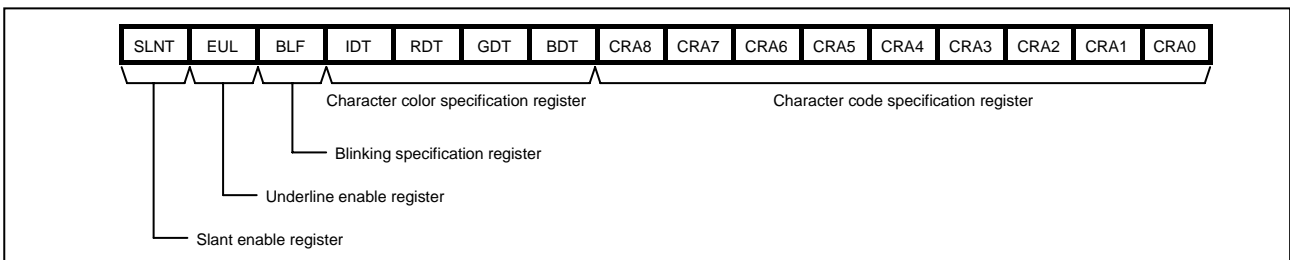 SLNT EUL BLF IDT RDT GDT BDT CRA8 CRA7 CRA6 CRA5 CRA4 CRA3 CRA2 CRA1 CRA0
Character color specification register Character code specification register
Blinking specification register
Underline enable register
Slant enable register